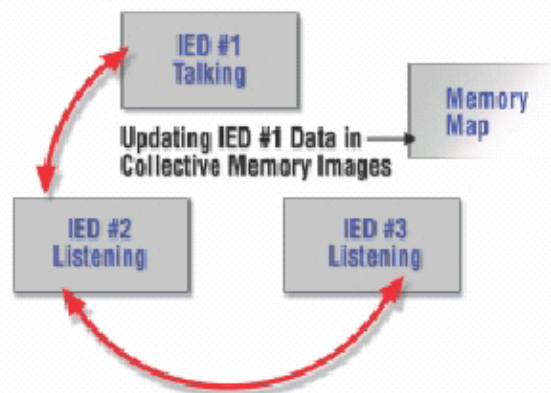 IED #1
Talking
Memory
Map
Updating IED #1 Data in
Collective Memory Images
IED #2
Listening
IED #3
Listening